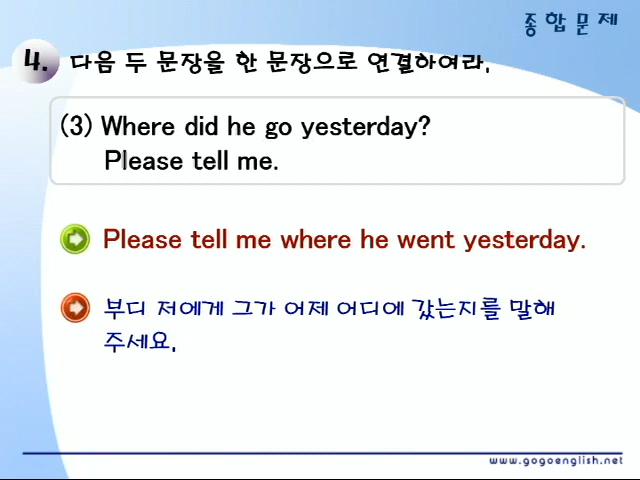 종합문제
4. 다음 두 문장을 한 문장으로 연결하여라.
(3) Where did he go yesterday?
Please tell me.
Please tell me where he went yesterday.
부디 저에게 그가 어제 어디에 갔는지를 말해
주세요.
www.gogoenglish.net